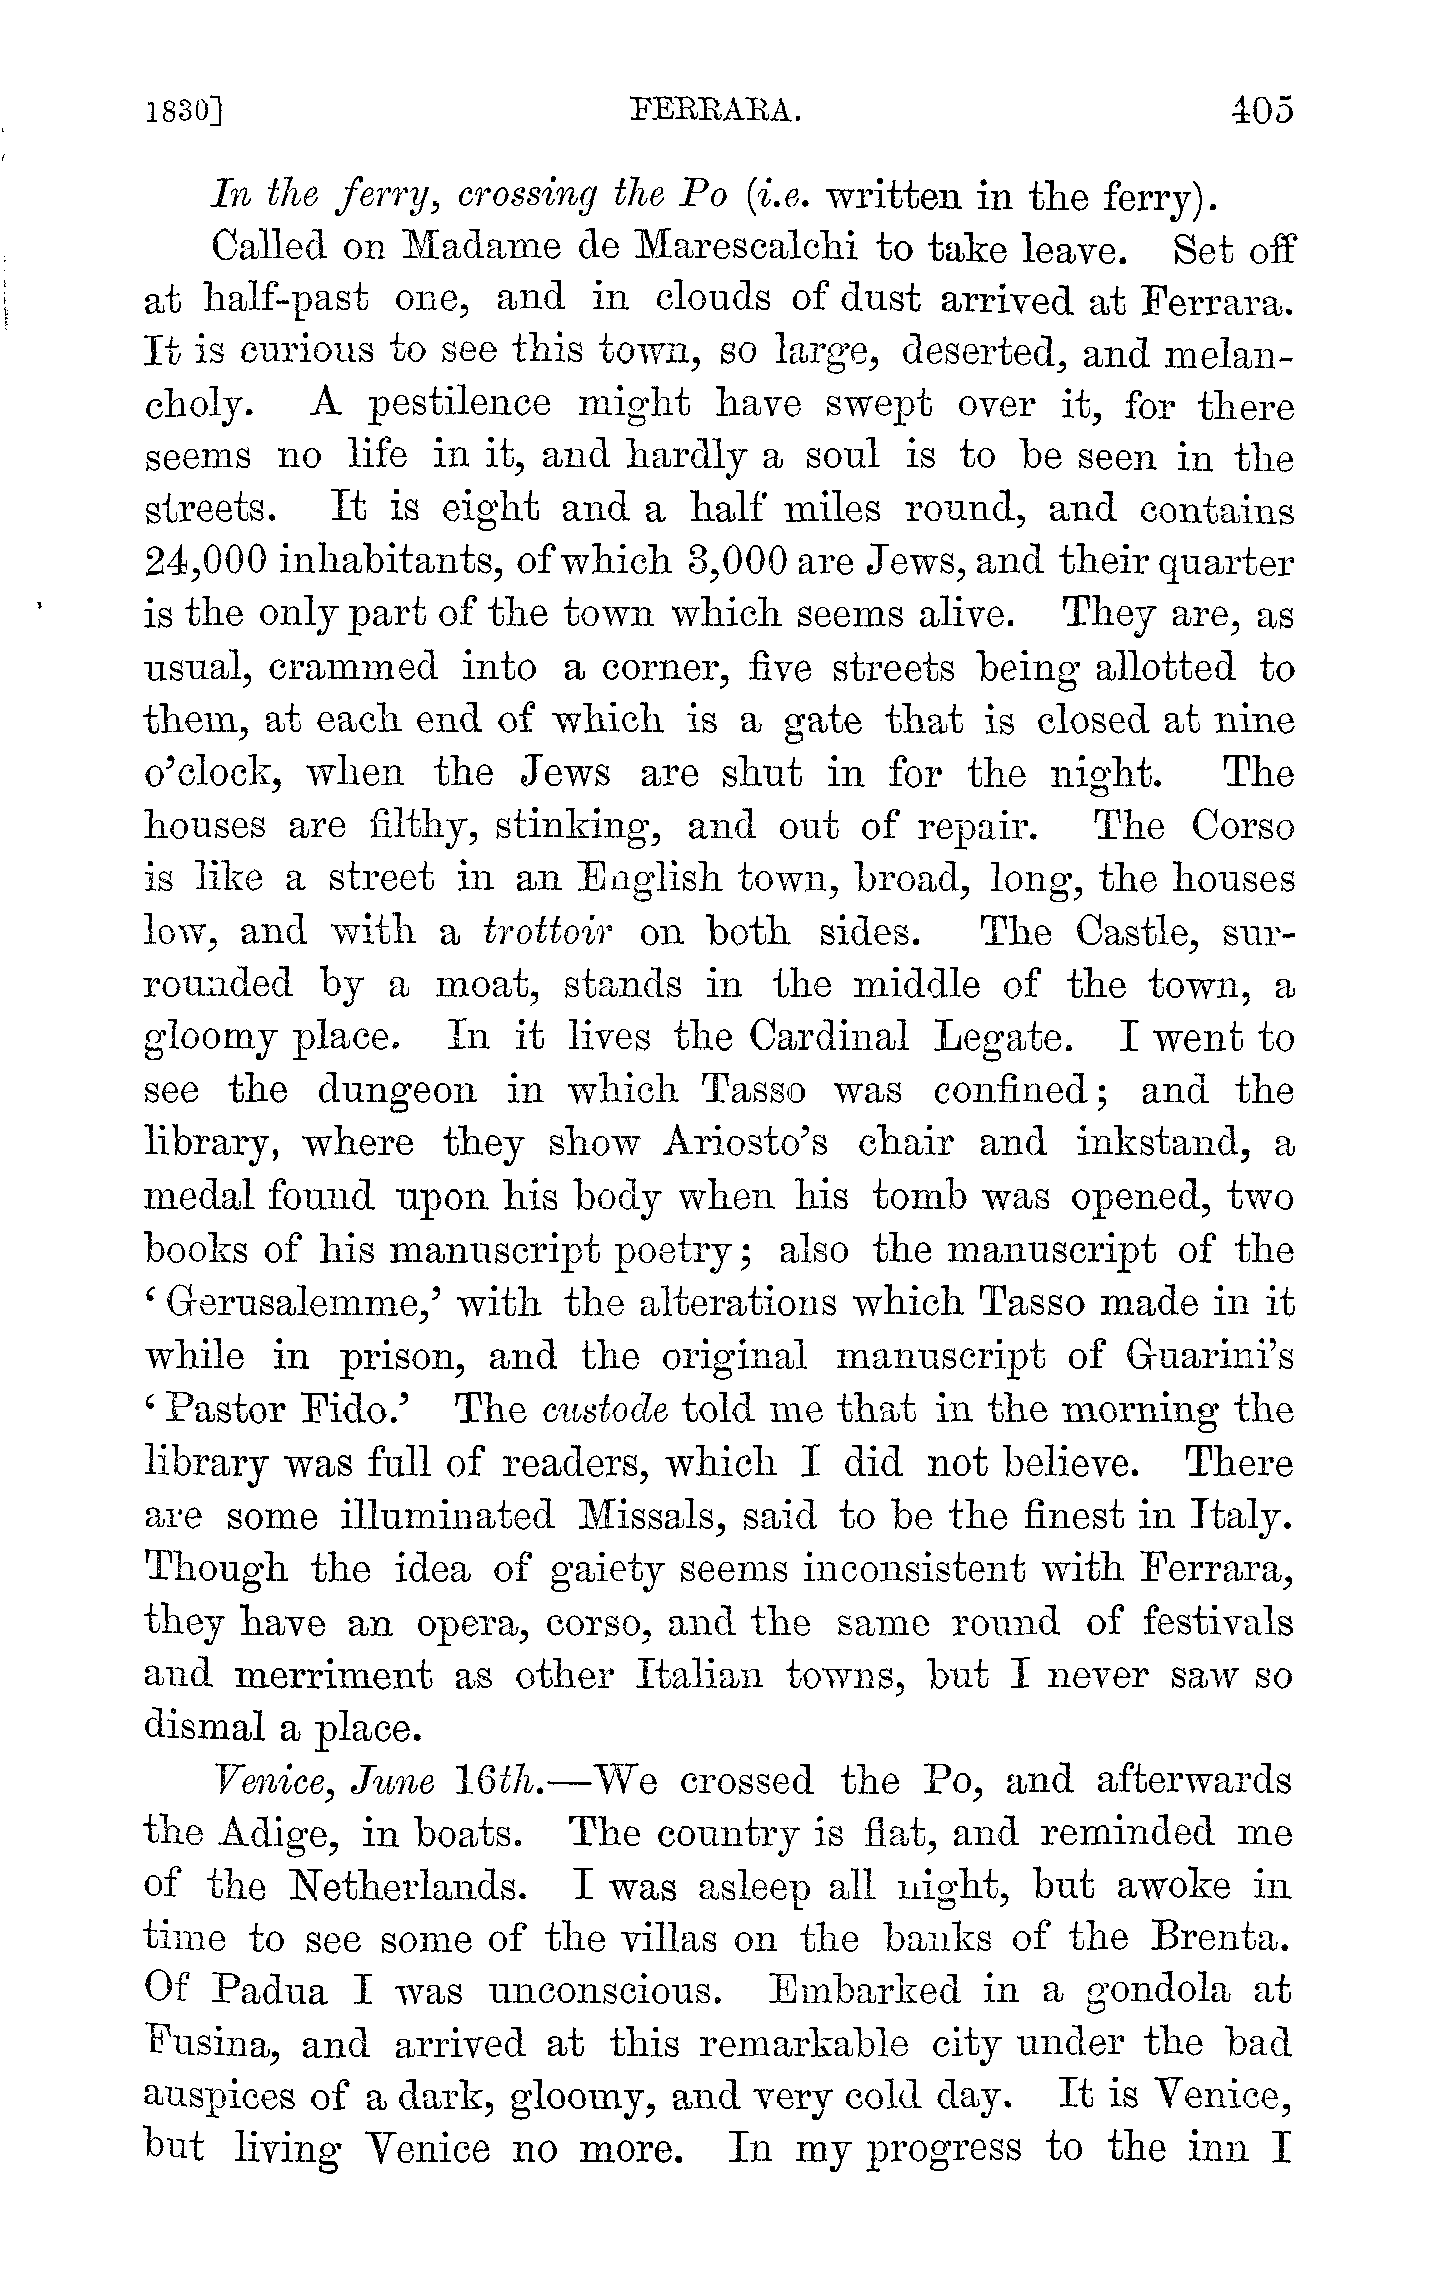 1830] FERRARA. 405
In the ferry, crossing the Po (i.e. written in the ferry).
Called on Madame de Marescalchi to take leave. Set off
at half-past one, and in clouds of dust arrived at Ferrara.
It is curious to see this town, so large, deserted, and melan-
choly. A pestilence might have swept over it, for there
seems no life in it, and hardly a soul is to be seen in the
streets. It is eight and a half miles round, and contains
24,000 inhabitants, of which 3,000 are Jews, and their quarter
is the only part of the town which seems alive. They are, as
usual, crammed into a corner, five streets being allotted to
them, at each end of which is a gate that is closed at nine
o'clock, when the Jews are shut in for the night. The
houses are filthy, stinking, and out of repair. The Corso
is like a street in an English town, broad, long, the houses
low, and with a trottoir on both sides. The Castle, sur-
rounded by a moat, stands in the middle of the town, a
gloomy place. In it lives the Cardinal Legate. I went to
see the dungeon in which Tasso was confined; and the
library, where they show Ariosto's chair and inkstand, a
medal found upon his body when his tomb was opened, two
books of his manuscript poetry; also the manuscript of the
‘Gerusalemme,’ with the alterations which Tasso made in it
while in prison, and the original manuscript of Guarini's
‘Pastor Fido.’ The custode told me that in the morning the
library was full of readers, which I did not believe. There
are some illuminated Missals, said to be the finest in Italy.
Though the idea of gaiety seems inconsistent with Ferrara,
they have an opera, corso, and the same round of festivals
and merriment as other Italian towns, but I never saw so
dismal a place.
Venice, June 16th.—We crossed the Po, and afterwards
the Adige, in boats. The country is flat, and reminded me
of the Netherlands. I was asleep all night, but awoke in
time to see some of the villas on the banks of the Brenta.
Of Padua I was unconscious. Embarked in a gondola at
Fusina, and arrived at this remarkable city under the bad
auspices of a dark, gloomy, and very cold day. It is Venice,
but living Venice no more. In my progress to the inn I